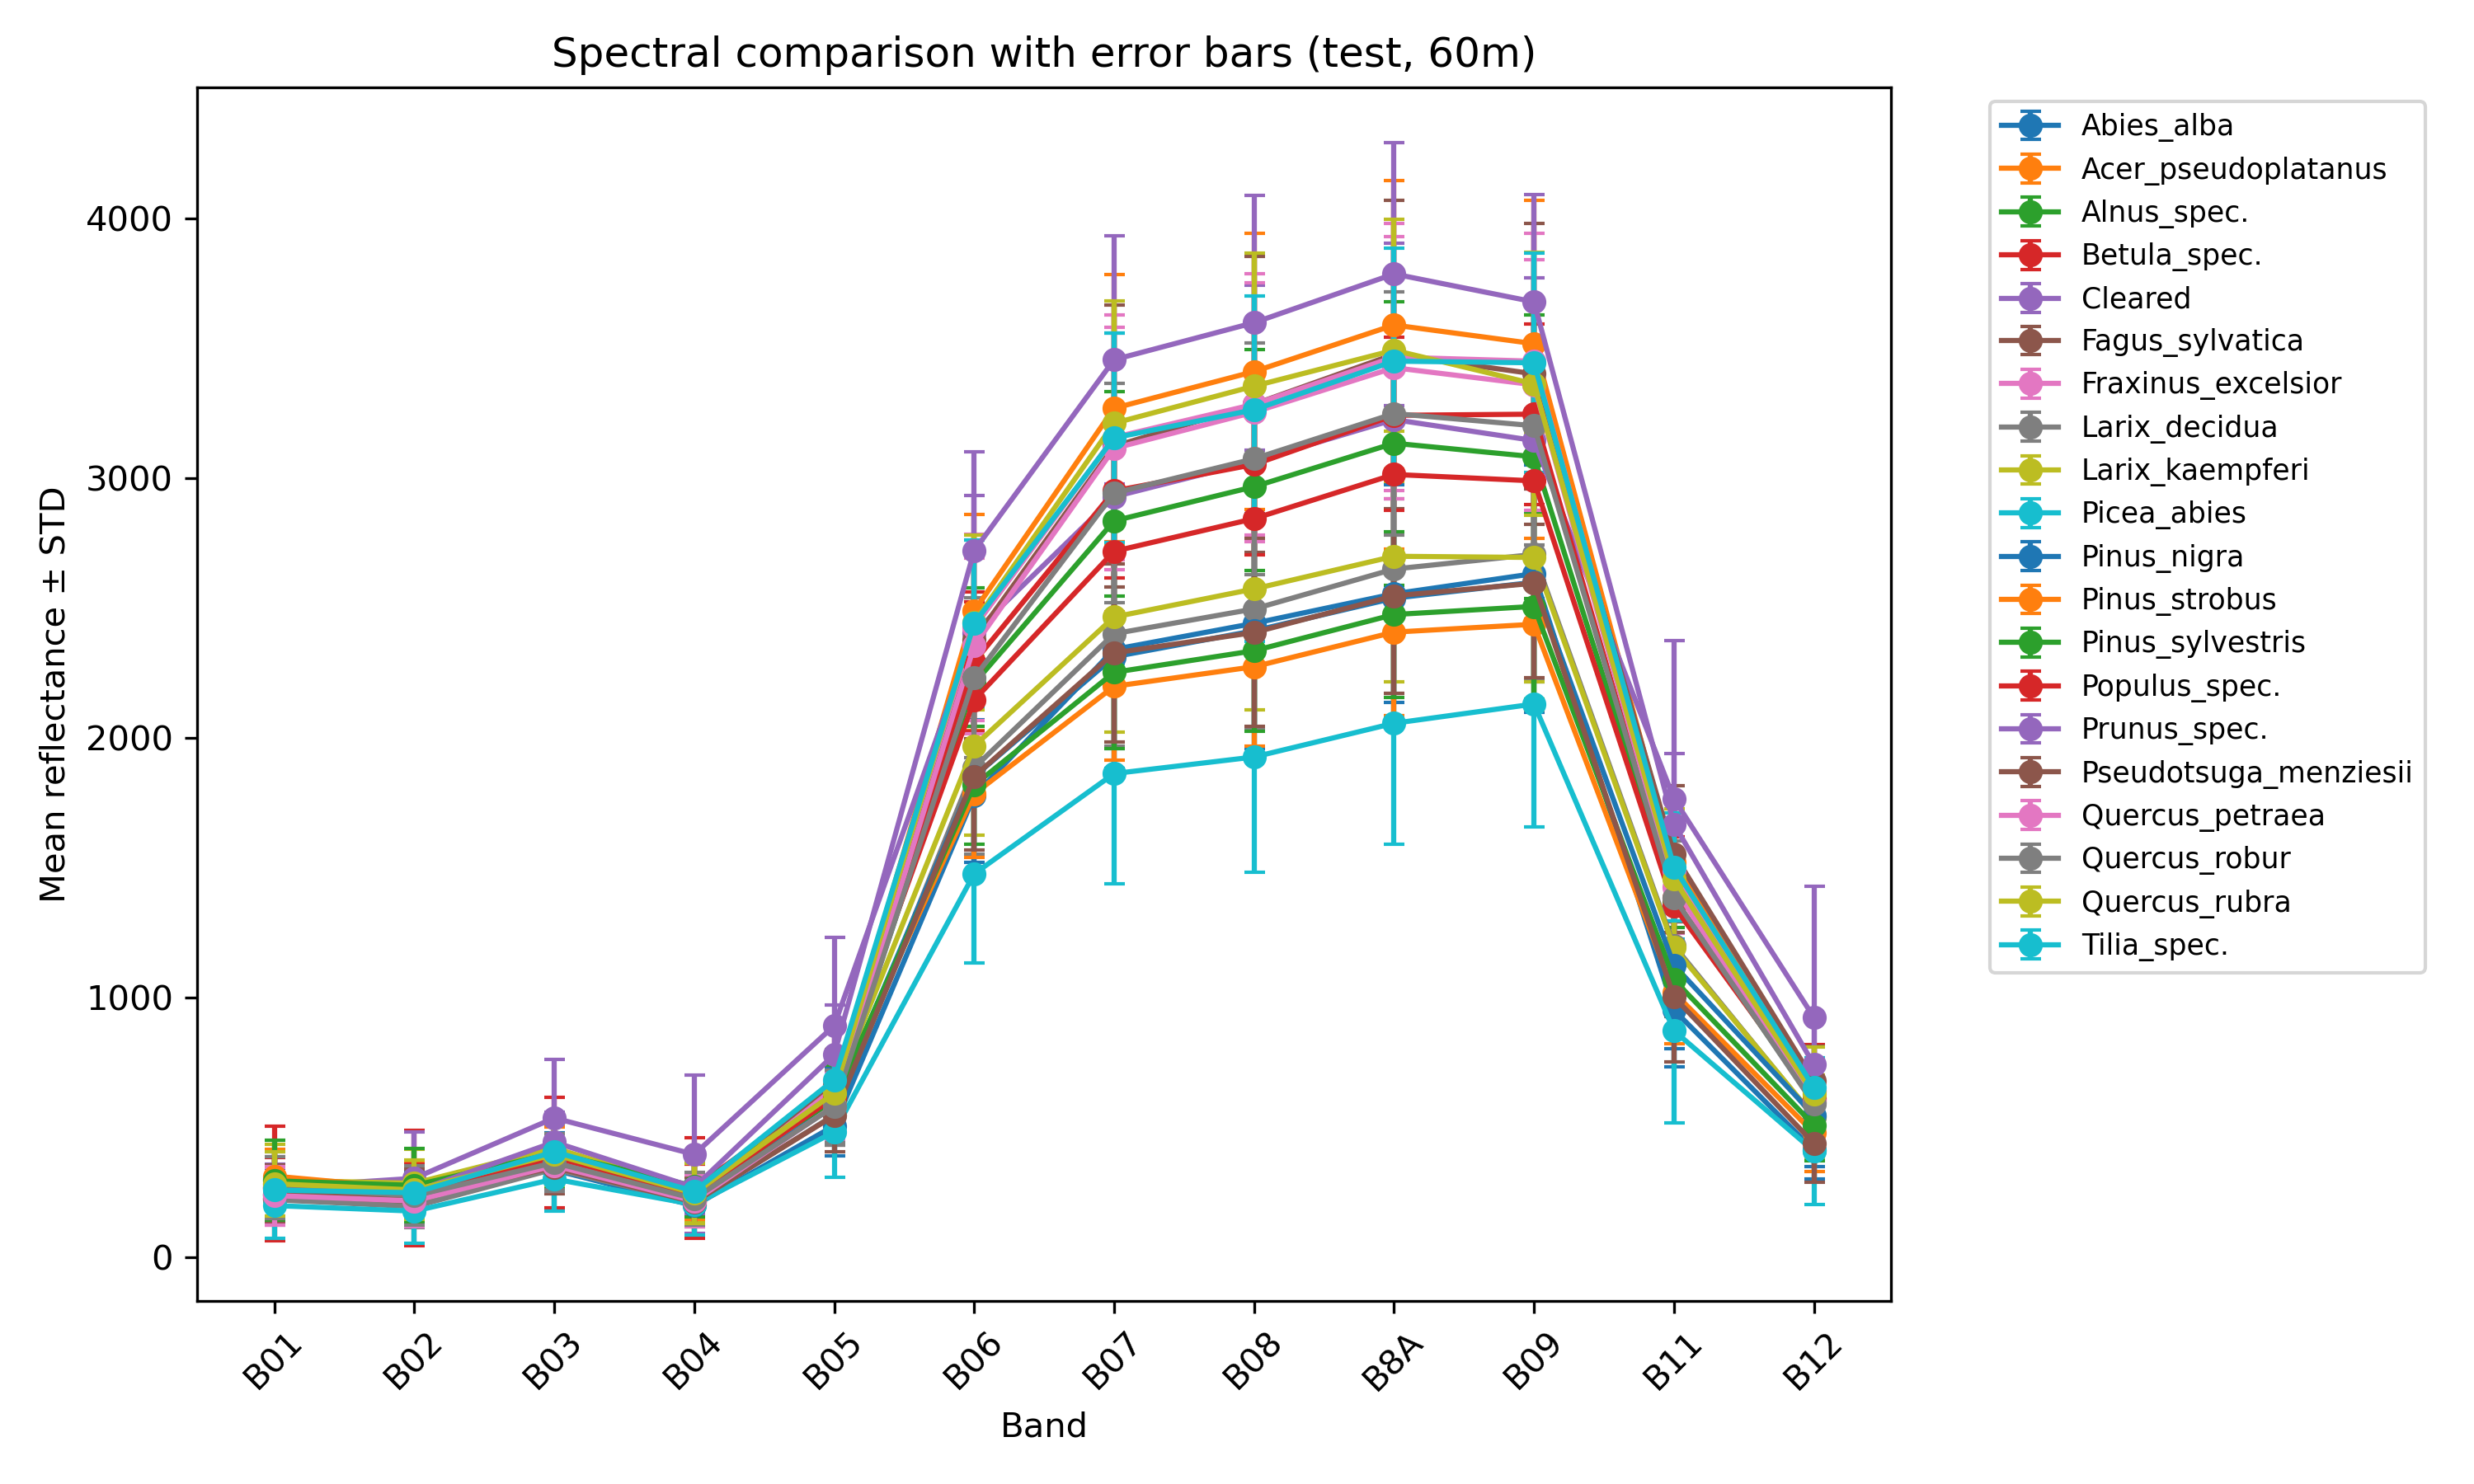 Spectral comparison with error bars (test, 60m)
Mean reflectance ± STD
4000
3000
2000
1000
0
B01 B02 B03 B04 B05 B06 B07 B08 B8A B09 B11 B12
Band
Abies_alba
Acer_pseudoplatanus
Alnus_spec.
Betula_spec.
Cleared
Fagus_sylvatica
Fraxinus_excelsior
Larix_decidua
Larix_kaempferi
Picea_abies
Pinus_nigra
Pinus_strobus
Pinus_sylvestris
Populus_spec.
Prunus_spec.
Pseudotsuga_menziesii
Quercus_petraea
Quercus_robur
Quercus_rubra
Tilia_spec.